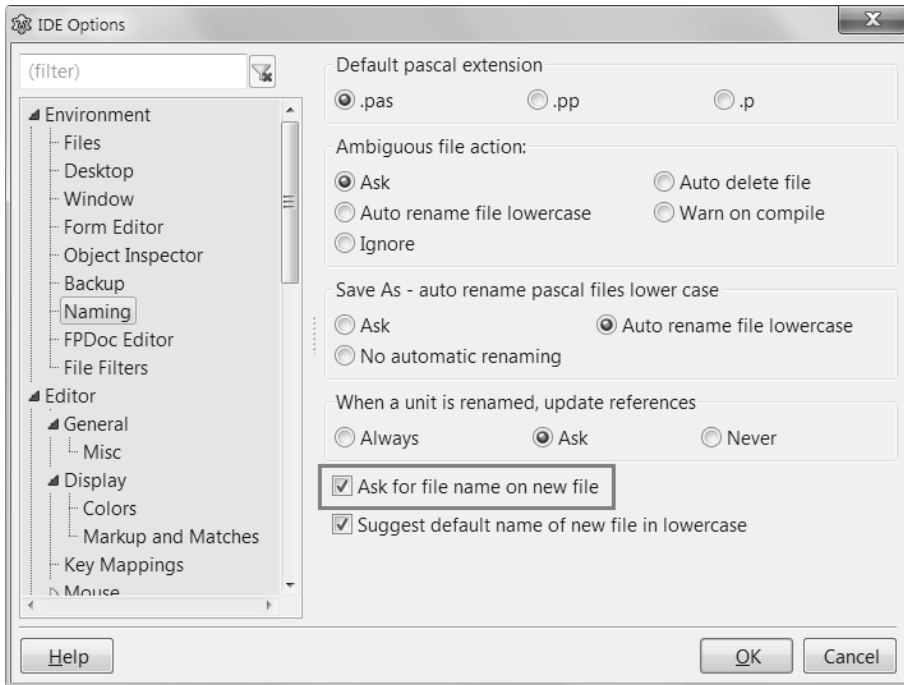 IDE Options
X
(filter)
Environment
Files
Desktop
Window
Form Editor
Object Inspector
Backup
Naming
FPDoc Editor
File Filters
Editor
General
Misc
Display
Colors
Markup and Matches
Key Mappings
Mouse
Default pascal extension
.pas .pp .p
Ambiguous file action:
Ask Auto delete file
Auto rename file lowercase Warn on compile
Ignore
Save As - auto rename pascal files lower case
Ask Auto rename file lowercase
No automatic renaming
When a unit is renamed, update references
Always Ask Never
Ask for file name on new file
Suggest default name of new file in lowercase
Help OK Cancel